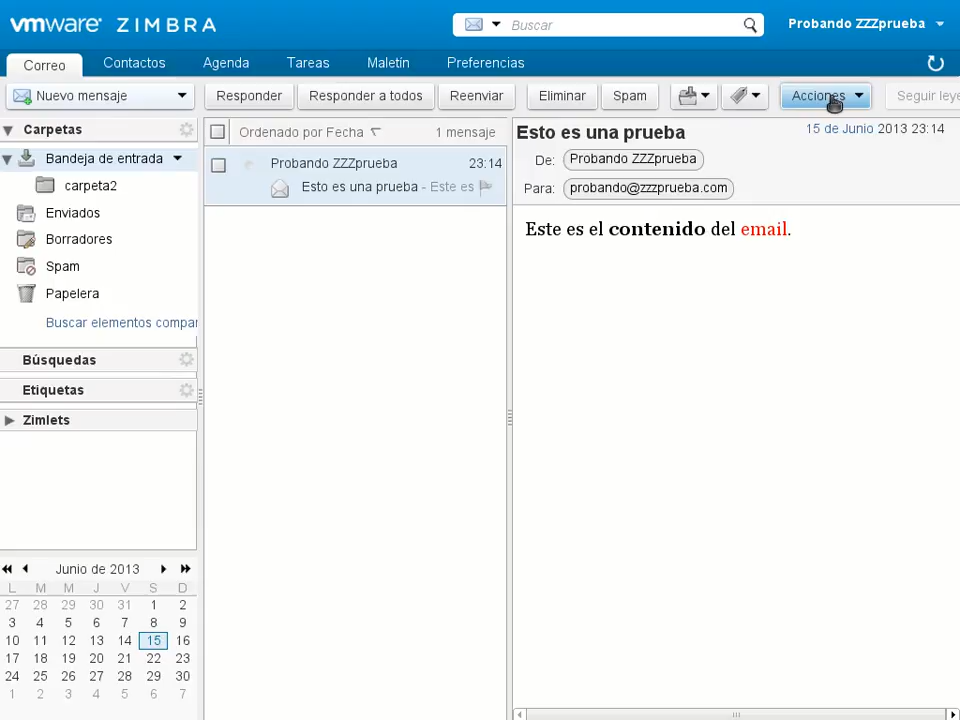 vmware ZIMBRA
Buscar
Probando ZZZprueba
Correo Contactos Agenda Tareas Maletín Preferencias
Nuevo mensaje
Responder Responder a todos Reenviar Eliminar Spam Acciones Seguir leye
Carpetas
Bandeja de entrada
carpeta2
Enviados
Borradores
Spam
Papelera
Buscar elementos compar
Búsquedas
Etiquetas
Zimlets
Junio de 2013
L M M J V S D
27 28 29 30 31 1 2
3 4 5 6 7 8 9
10 11 12 13 14 15 16
17 18 19 20 21 22 23
24 25 26 27 28 29 30
1 2 3 4 5 6 7
Ordenado por Fecha 1 mensaje
Probando ZZZprueba 23:14
Esto es una prueba - Este es
Esto es una prueba
15 de Junio 2013 23:14
De: Probando ZZZprueba
Para: probando@zzzprueba.com
Este es el contenido del email.